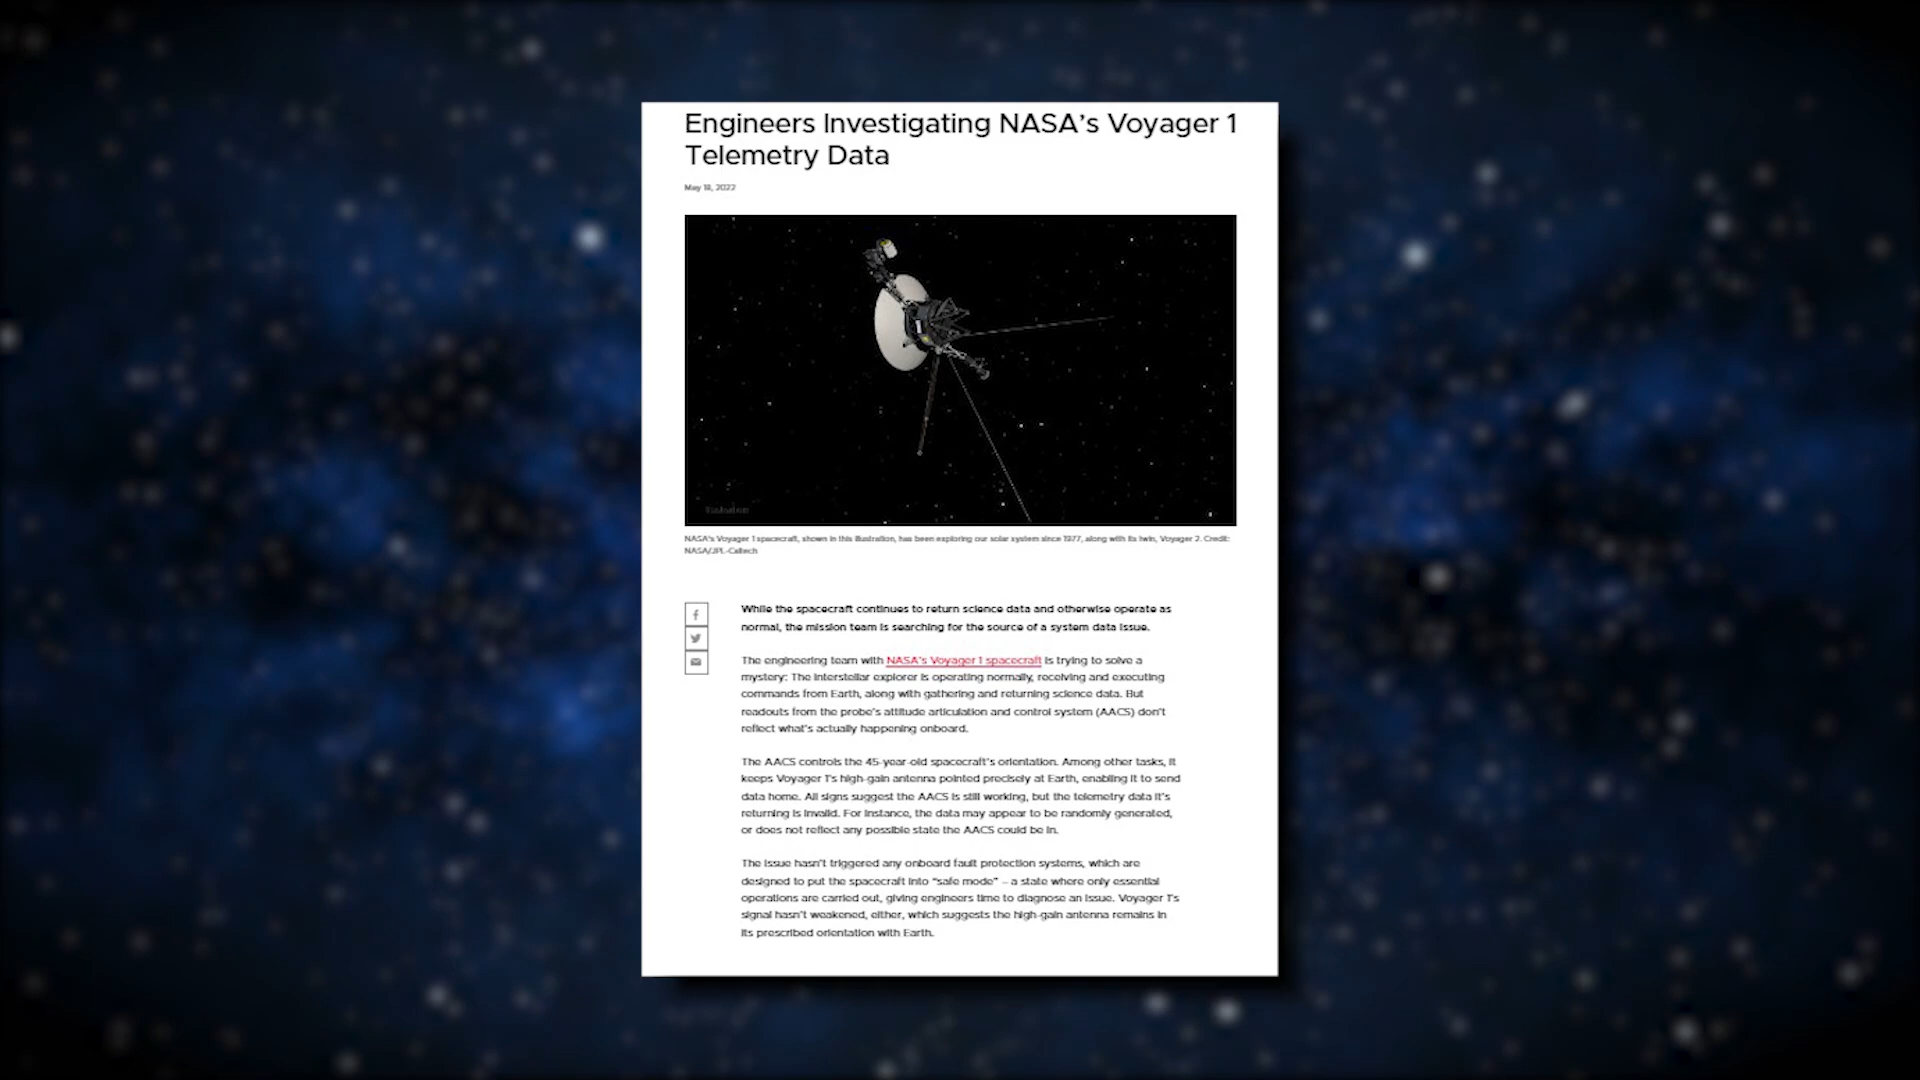 Engineers Investigating NASA's Voyager 1
Telemetry Data
May 18, 2022
Illustration
NASA's Voyager 1 spacecraft, shown in this illustration, has been exploring our solar system since 1977, along with its twin, Voyager 2. Credit:
NASA/JPL-Caltech
While the spacecraft continues to return science data and otherwise operate as
normal, the mission team is searching for the source of a system data issue.
The engineering team with NASA's Voyager 1 spacecraft is trying to solve a
mystery: The interstellar explorer is operating normally, receiving and executing
commands from Earth, along with gathering and returning science data. But
readouts from the probe's attitude articulation and control system (AACS) don't
reflect what's actually happening onboard.
The AACS controls the 45-year-old spacecraft's orientation. Among other tasks, it
keeps Voyager 1's high-gain antenna pointed precisely at Earth, enabling it to send
data home. All signs suggest the AACS is still working, but the telemetry data it's
returning is invalid. For instance, the data may appear to be randomly generated,
or does not reflect any possible state the AACS could be in.
The issue hasn't triggered any onboard fault protection systems, which are
designed to put the spacecraft into "safe mode" – a state where only essential
operations are carried out, giving engineers time to diagnose an issue. Voyager 1's
signal hasn't weakened, either, which suggests the high-gain antenna remains in
its prescribed orientation with Earth.